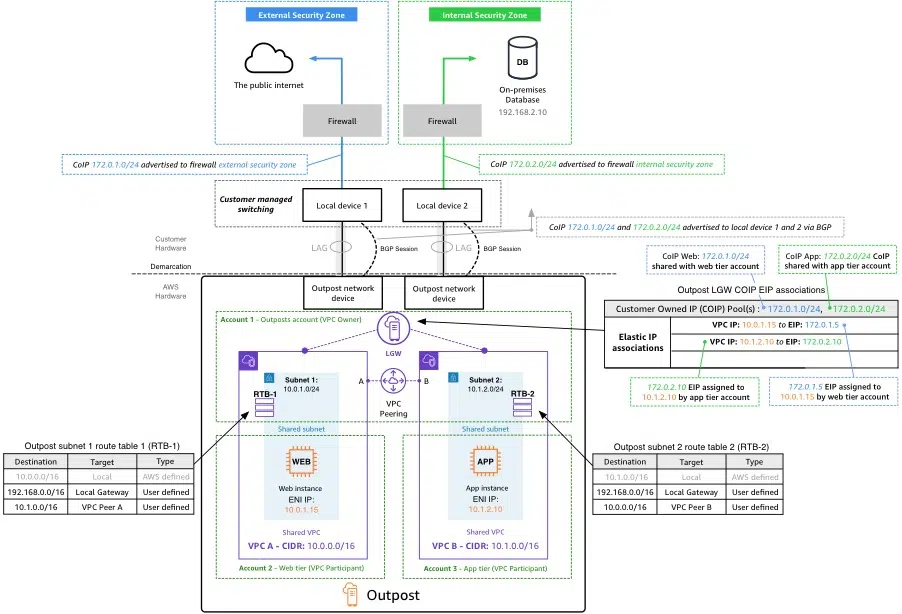 External Security Zone
Internal Security Zone
The public internet
DB
On-premises
Database
192.168.2.10
Firewall
Firewall
CoIP 172.0.1.0/24 advertised to firewall external security zone
CoIP 172.0.2.0/24 advertised to firewall internal security zone
Customer managed
switching
Local device 1
Local device 2
CoIP 172.0.1.0/24 and 172.0.2.0/24 advertised to local device 1 and 2 via BGP
Customer
Hardware
LAG
BGP Session
LAG
BGP Session
Demarcation
AWS
Hardware
Outpost network
device
Outpost network
device
CoIP Web: 172.0.1.0/24
shared with web tier account
CoIP App: 172.0.2.0/24 CoIP
shared with app tier account
Outpost LGW COIP EIP associations
Customer Owned IP (COIP) Pool(s) : 172.0.1.0/24, 172.0.2.0/24
Elastic IP
associations
VPC IP: 10.0.1.15 to EIP: 172.0.1.5
VPC IP: 10.1.2.10 to EIP: 172.0.2.10
172.0.2.10 EIP assigned to
10.1.2.10 by app tier account
172.0.1.5 EIP assigned to
10.0.1.15 by web tier account
Account 1 - Outposts account (VPC Owner)
LGW
Subnet 1:
10.0.1.0/24
RTB-1
A
B
VPC
Peering
Subnet 2:
10.1.2.0/24
RTB-2
Shared subnet
Shared subnet
WEB
Web instance
ENI IP:
10 0.1.15
APP
App instance
ENI IP:
10.1.2.10
Shared VPC
VPC A - CIDR: 10.0.0.0/16
Shared VPC
VPC B - CIDR: 10.1.0.0/16
Account 2 - Web tier (VPC Participant)
Account 3 - App tier (VPC Participant)
Outpost
Outpost subnet 1 route table 1 (RTB-1)
Destination Target Type
10.0.0.0/16 Local AWS defined
192.168.0.0/16 Local Gateway User defined
10.1.0.0/16 VPC Peer A User defined
Outpost subnet 2 route table 2 (RTB-2)
Destination Target Type
10.1.0.0/16 Local AWS defined
192.168.0.0/16 Local Gateway User defined
10.0.0.0/16 VPC Peer B User defined